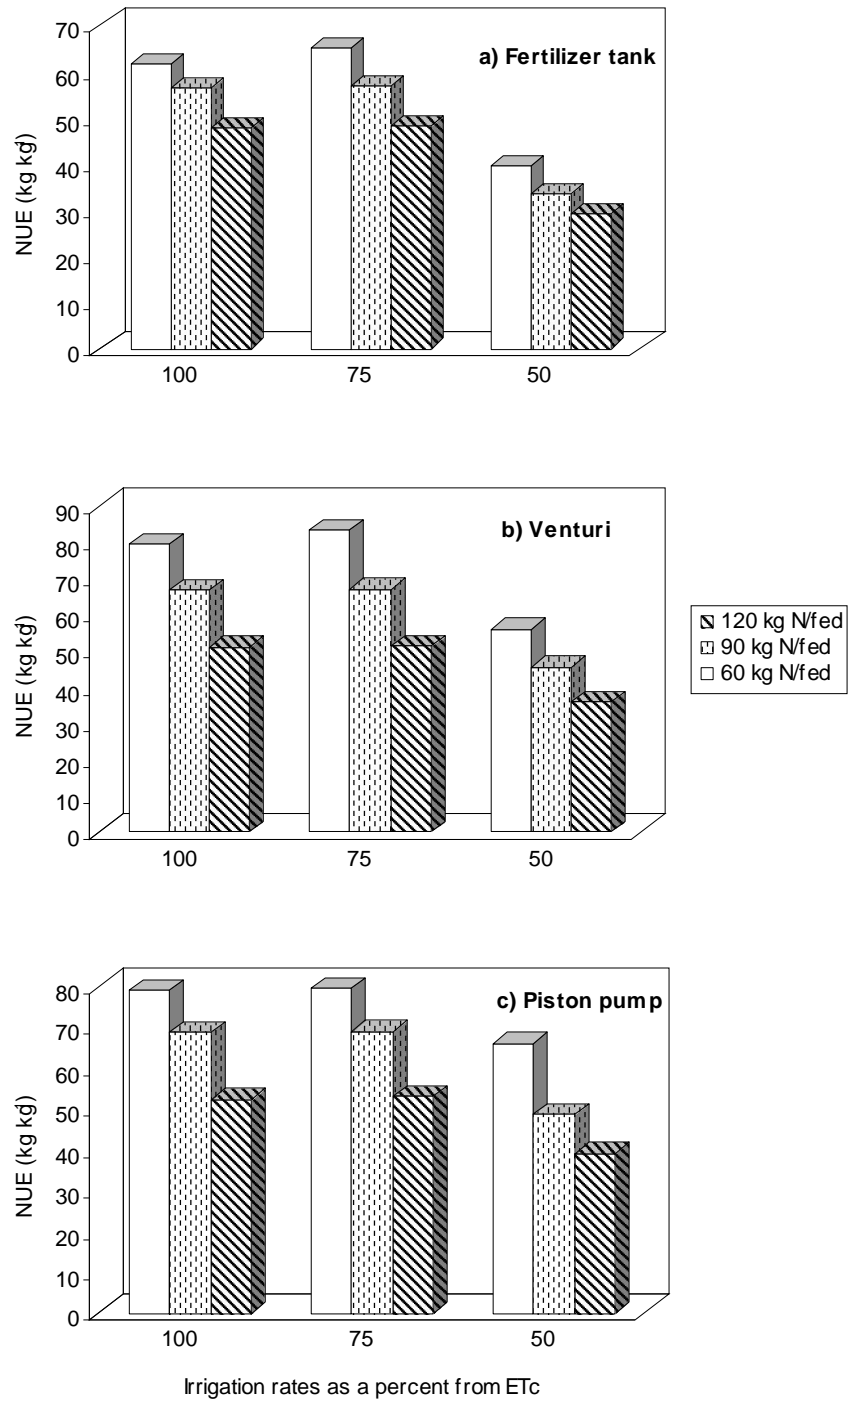 a) Fertilizer tank
NUE (kg kg)
70
60
50
40
30
20
10
0
100 75 50
b) Venturi
NUE (kg kg)
90
80
70
60
50
40
30
20
10
0
100 75 50
120 kg N/fed
90 kg N/fed
60 kg N/fed
c) Piston pump
NUE (kg kg)
80
70
60
50
40
30
20
10
0
100 75 50
Irrigation rates as a percent from ETc